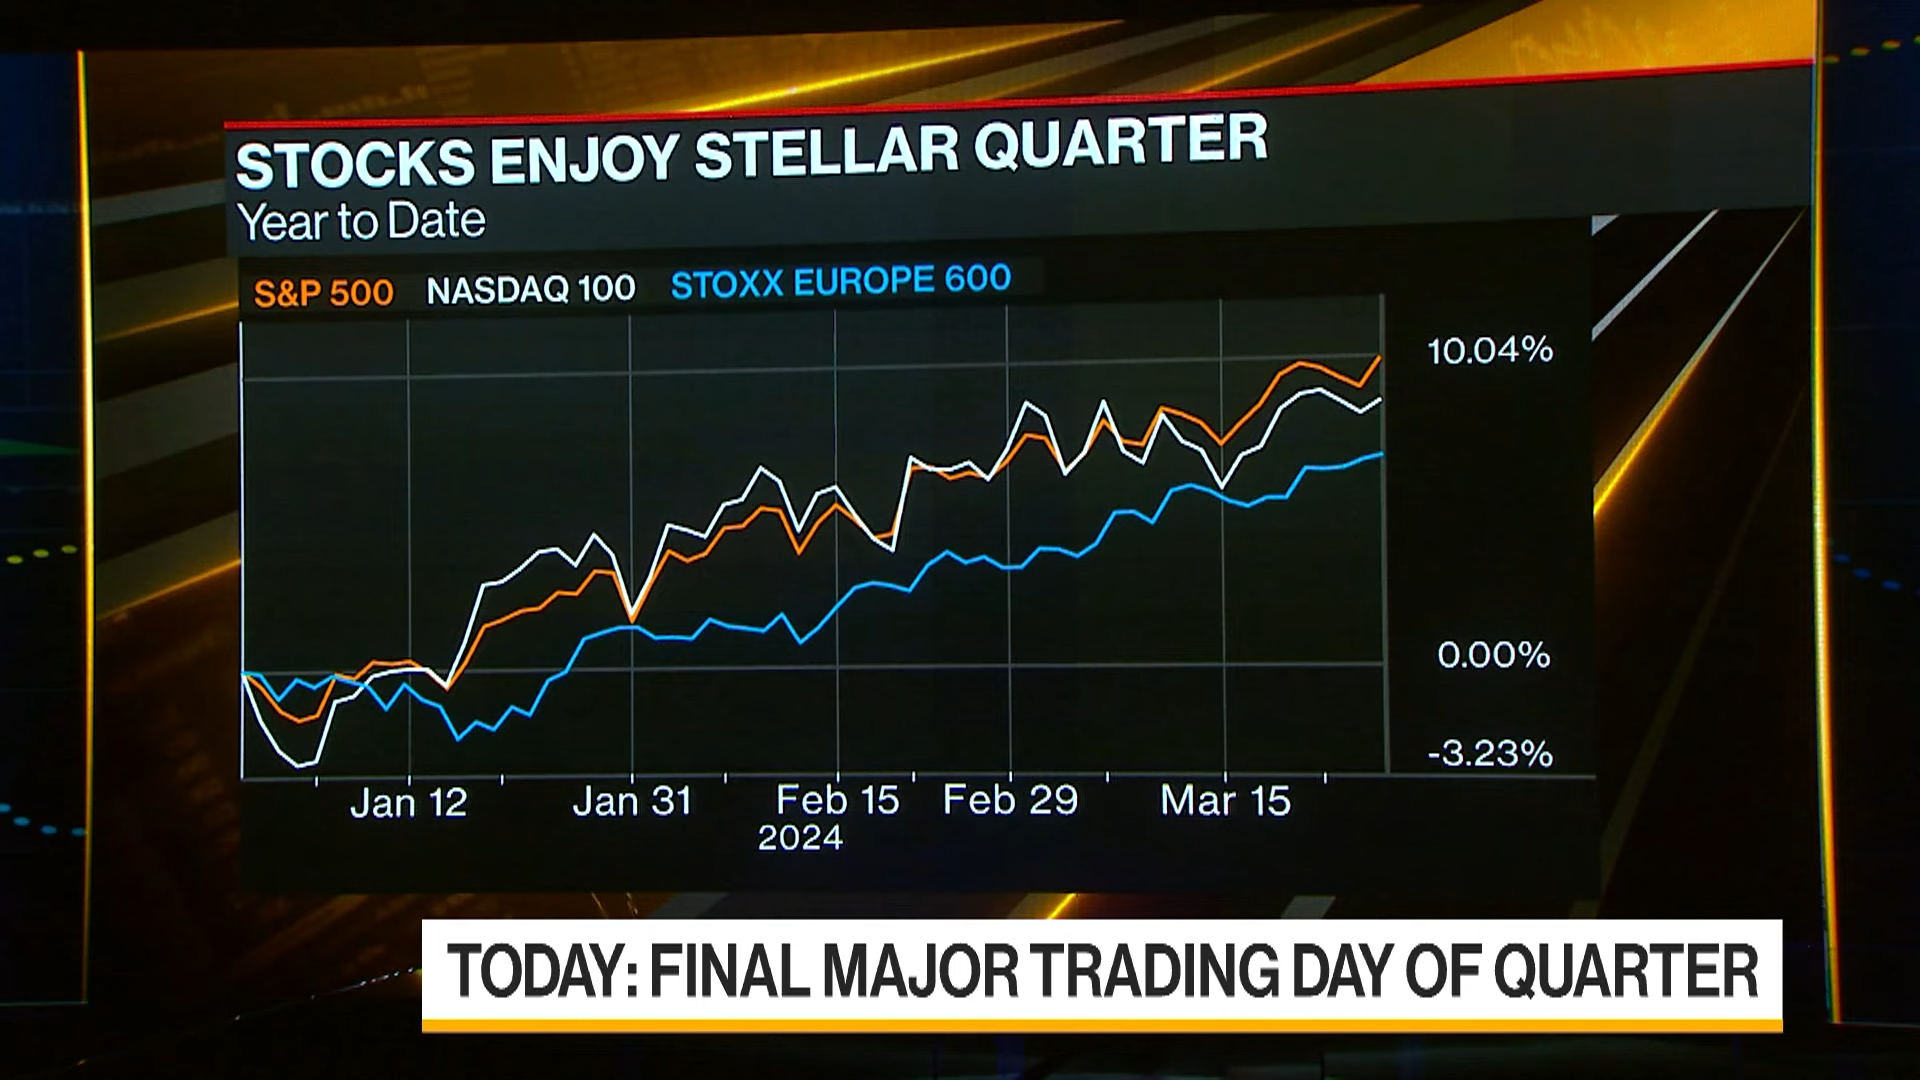 STOCKS ENJOY STELLAR QUARTER
Year to Date
S&P 500 NASDAQ 100 STOXX EUROPE 600
10.04%
0.00%
-3.23%
Jan 12 Jan 31 Feb 15 Feb 29 Mar 15
2024
TODAY: FINAL MAJOR TRADING DAY OF QUARTER